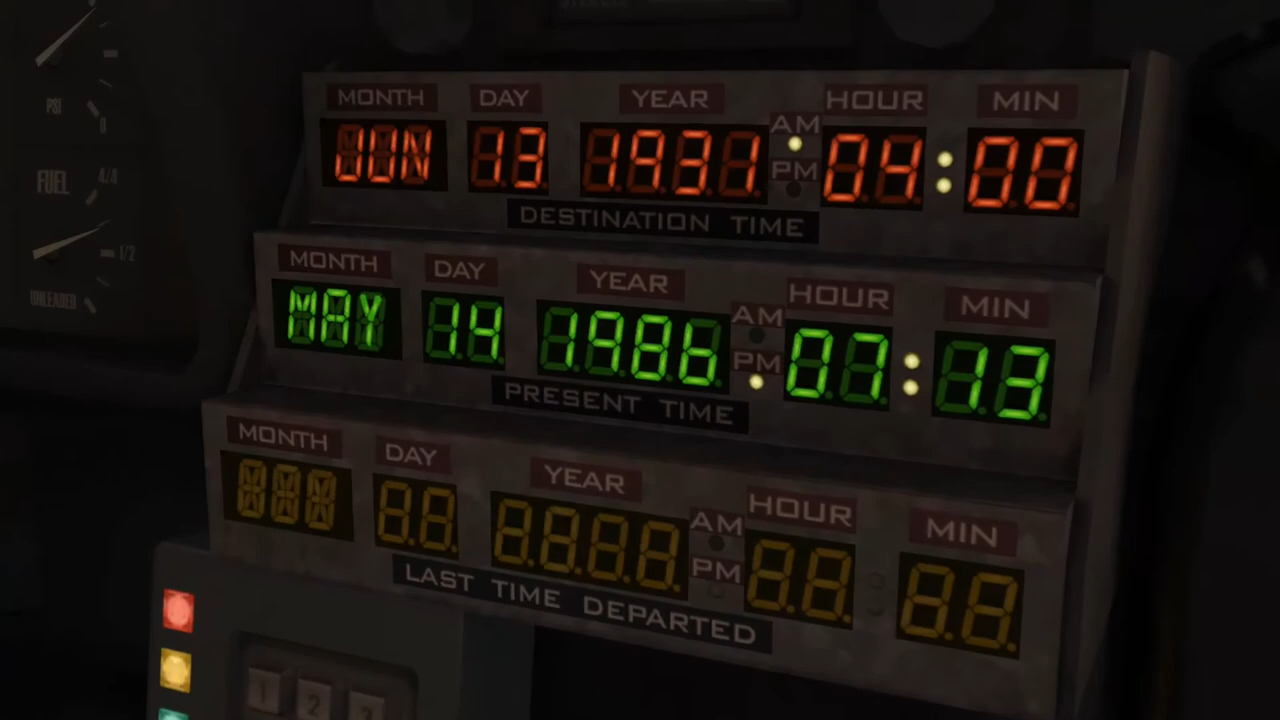 PSI
0
FUEL
4/4
1/2
UNLEADED
MONTH DAY YEAR AM PM HOUR MIN
JUN 13 1931 04:00
DESTINATION TIME
MONTH DAY YEAR AM PM HOUR MIN
MAY 14 1986 07:13
PRESENT TIME
MONTH DAY YEAR AM PM HOUR MIN
LAST TIME DEPARTED
1 2 3